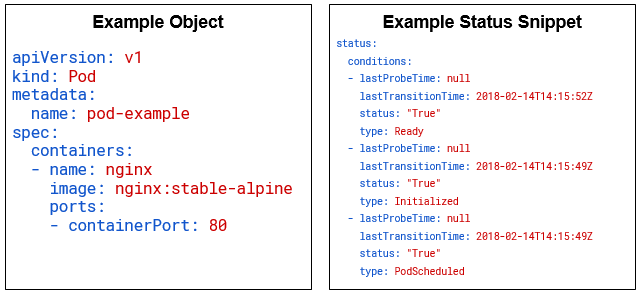 Example Object
apiVersion: v1
kind: Pod
metadata:
  name: pod-example
spec:
  containers:
  - name: nginx
    image: nginx:stable-alpine
    ports:
    - containerPort: 80
Example Status Snippet
status:
  conditions:
  - lastProbeTime: null
    lastTransitionTime: 2018-02-14T14:15:52Z
    status: "True"
    type: Ready
  - lastProbeTime: null
    lastTransitionTime: 2018-02-14T14:15:49Z
    status: "True"
    type: Initialized
  - lastProbeTime: null
    lastTransitionTime: 2018-02-14T14:15:49Z
    status: "True"
    type: PodScheduled